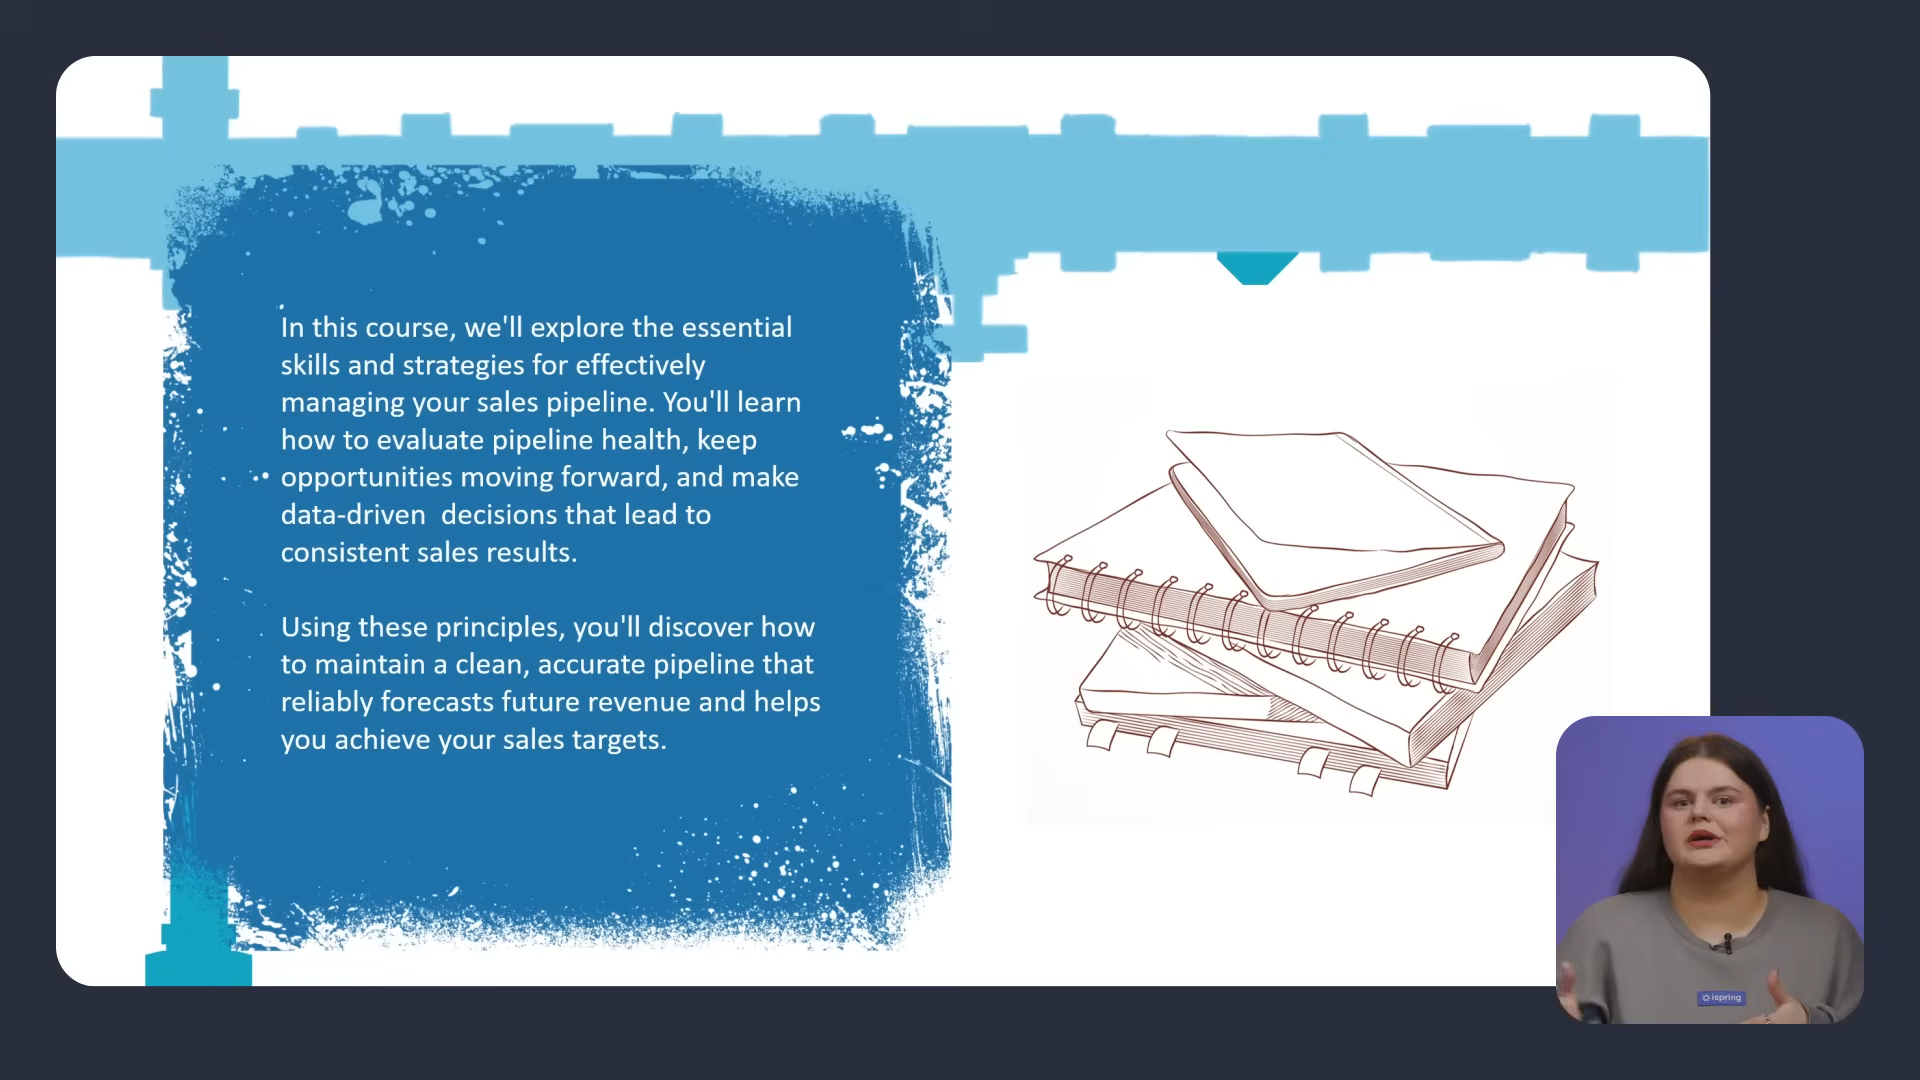 In this course, we'll explore the essential
skills and strategies for effectively
managing your sales pipeline. You'll learn
how to evaluate pipeline health, keep
opportunities moving forward, and make
data-driven  decisions that lead to
consistent sales results.
Using these principles, you'll discover how
to maintain a clean, accurate pipeline that
reliably forecasts future revenue and helps
you achieve your sales targets.
ispring